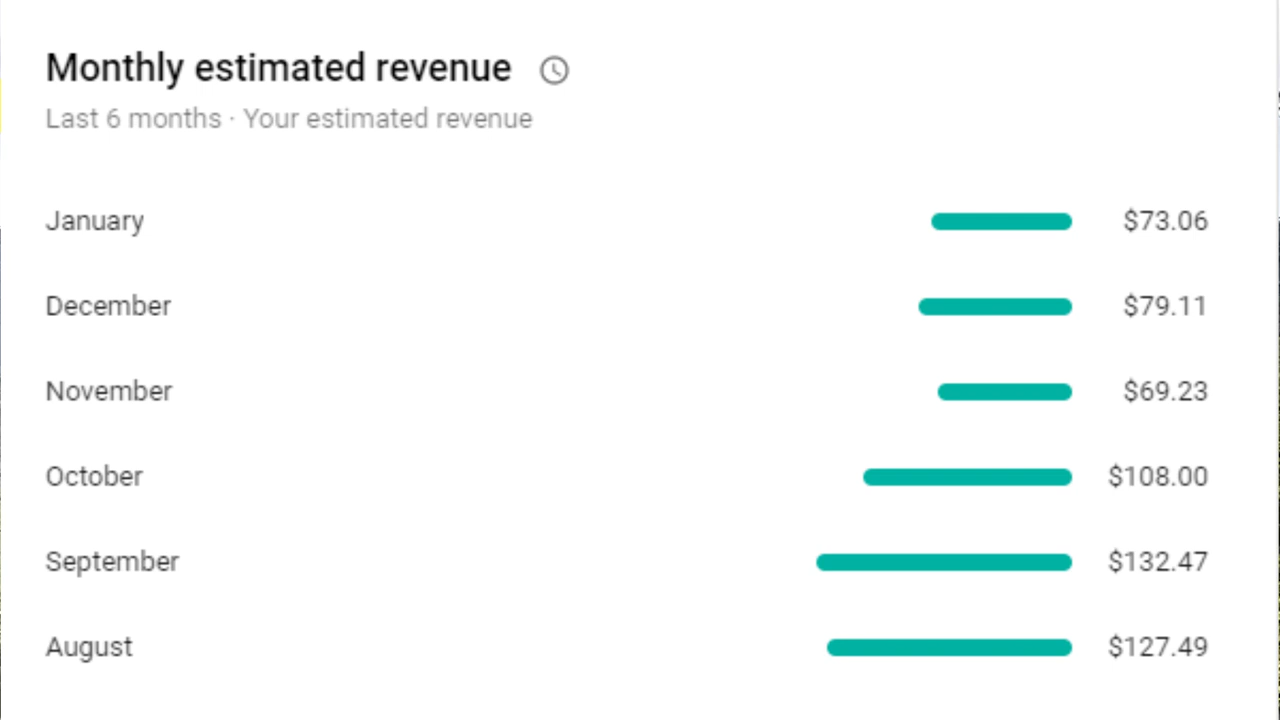 Monthly estimated revenue
Last 6 months · Your estimated revenue
January $73.06
December $79.11
November $69.23
October $108.00
September $132.47
August $127.49